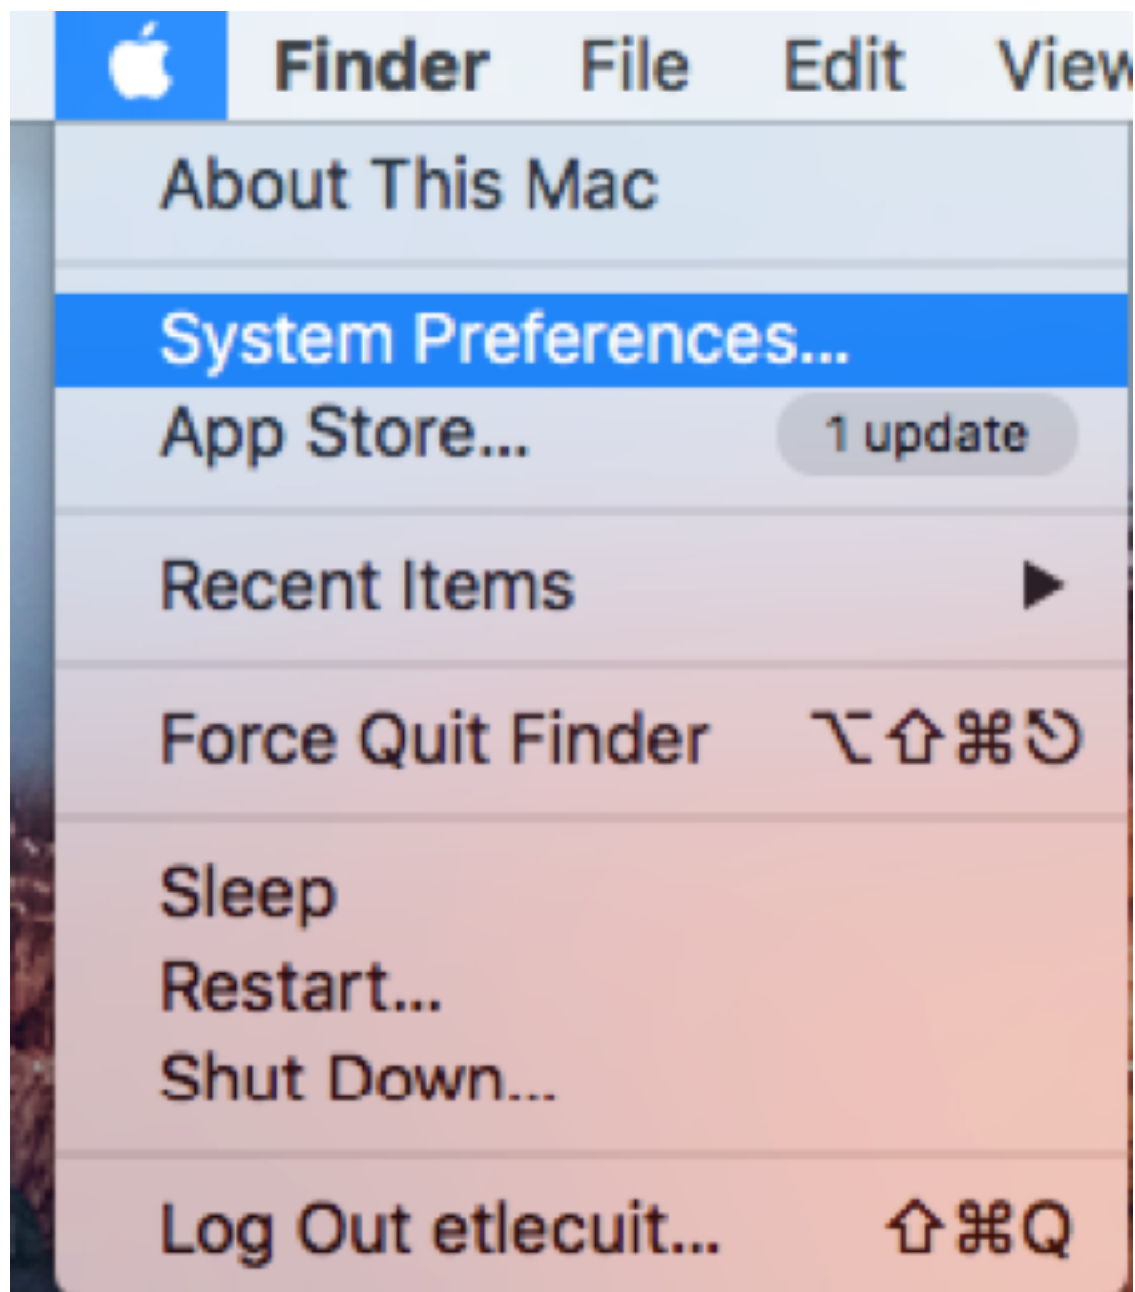 Finder File Edit View
About This Mac
System Preferences...
App Store... 1 update
Recent Items ▶
Force Quit Finder ⌥⇧⌘⎋
Sleep
Restart...
Shut Down...
Log Out etlecuit... ⇧⌘Q